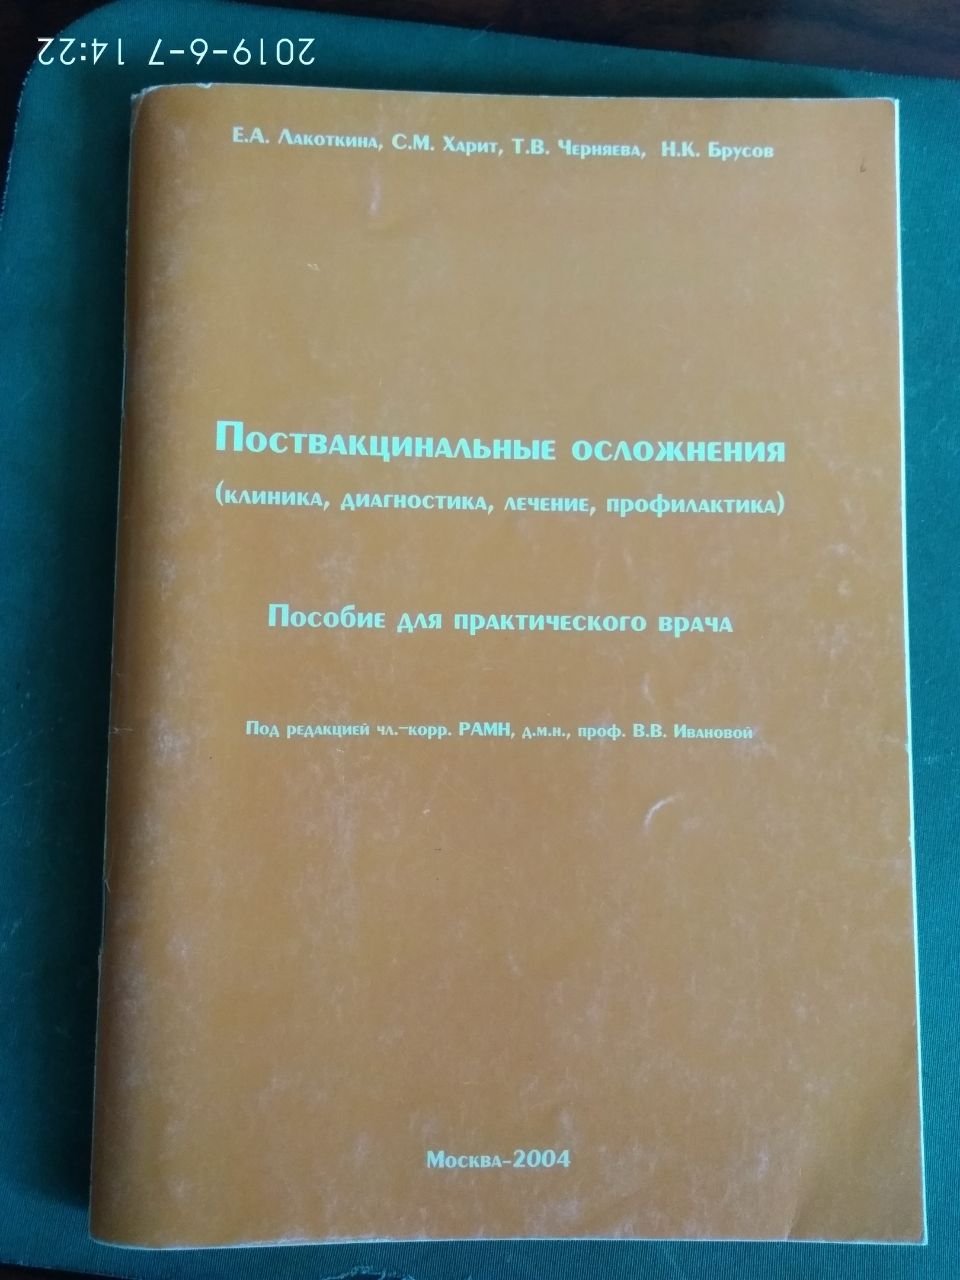 2019-6-7 14:22
Е.А. Лакоткина, С.М. Харит, Т.В. Черняева, Н.К. Брусов
Поствакцинальные осложнения
(клиника, диагностика, лечение, профилактика)
Пособие для практического врача
Под редакцией чл.-корр. РАМН, д.м.н., проф. В.В. Ивановой
Москва-2004